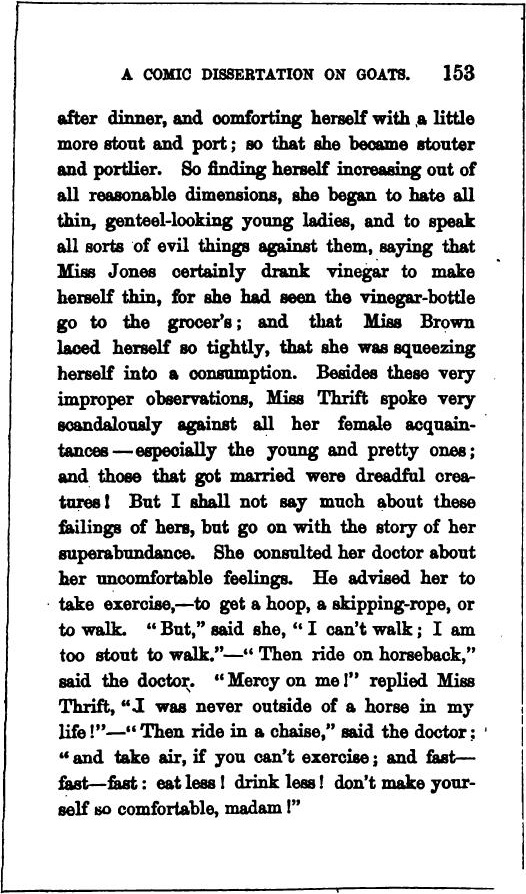 A COMIC DISSERTATION ON GOATS. 153
after dinner, and comforting herself with a little
more stout and port; so that she became stouter
and portlier. So finding herself increasing out of
all reasonable dimensions, she began to hate all
thin, genteel-looking young ladies, and to speak
all sorts of evil things against them, saying that
Miss Jones certainly drank vinegar to make
herself thin, for she had seen the vinegar-bottle
go to the grocer's; and that Miss Brown
laced herself so tightly, that she was squeezing
herself into a consumption. Besides these very
improper observations, Miss Thrift spoke very
scandalously against all her female acquain-
tances—especially the young and pretty ones;
and those that got married were dreadful crea-
tures! But I shall not say much about these
failings of hers, but go on with the story of her
superabundance. She consulted her doctor about
her uncomfortable feelings. He advised her to
take exercise,—to get a hoop, a skipping-rope, or
to walk. "But," said she, "I can't walk; I am
too stout to walk."—"Then ride on horseback,"
said the doctor. "Mercy on me!" replied Miss
Thrift, "I was never outside of a horse in my
life!"—"Then ride in a chaise," said the doctor;
"and take air, if you can't exercise; and fast—
fast—fast: eat less! drink less! don't make your-
self so comfortable, madam!"